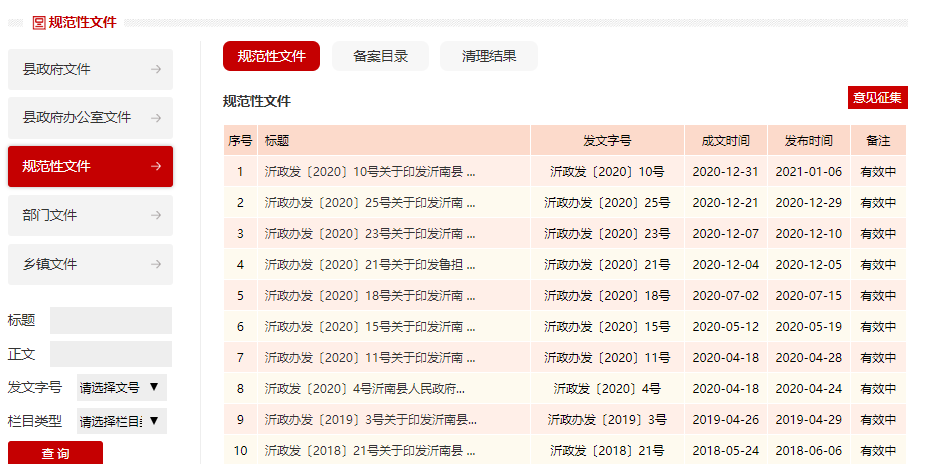 规范性文件
县政府文件
县政府办公室文件
规范性文件
部门文件
乡镇文件
标题
正文
发文字号 请选择文号
栏目类型 请选择栏目
查 询
规范性文件 备案目录 清理结果
规范性文件 意见征集
序号 标题 发文字号 成文时间 发布时间 备注
1 沂政发〔2020〕10号关于印发沂南县 ... 沂政发〔2020〕10号 2020-12-31 2021-01-06 有效中
2 沂政办发〔2020〕25号关于印发沂南 ... 沂政办发〔2020〕25号 2020-12-21 2020-12-29 有效中
3 沂政办发〔2020〕23号关于印发沂南 ... 沂政办发〔2020〕23号 2020-12-07 2020-12-10 有效中
4 沂政办发〔2020〕21号关于印发鲁担 ... 沂政办发〔2020〕21号 2020-12-04 2020-12-05 有效中
5 沂政办发〔2020〕18号关于印发沂南 ... 沂政办发〔2020〕18号 2020-07-02 2020-07-15 有效中
6 沂政办发〔2020〕15号关于印发沂南 ... 沂政办发〔2020〕15号 2020-05-12 2020-05-19 有效中
7 沂政办发〔2020〕11号关于印发沂南 ... 沂政办发〔2020〕11号 2020-04-18 2020-04-28 有效中
8 沂政发〔2020〕4号沂南县人民政府... 沂政发〔2020〕4号 2020-04-18 2020-04-24 有效中
9 沂政办发〔2019〕3号关于印发沂南县... 沂政办发〔2019〕3号 2019-04-26 2019-04-29 有效中
10 沂政发〔2018〕21号关于印发沂南县 ... 沂政发〔2018〕21号 2018-05-24 2018-06-06 有效中